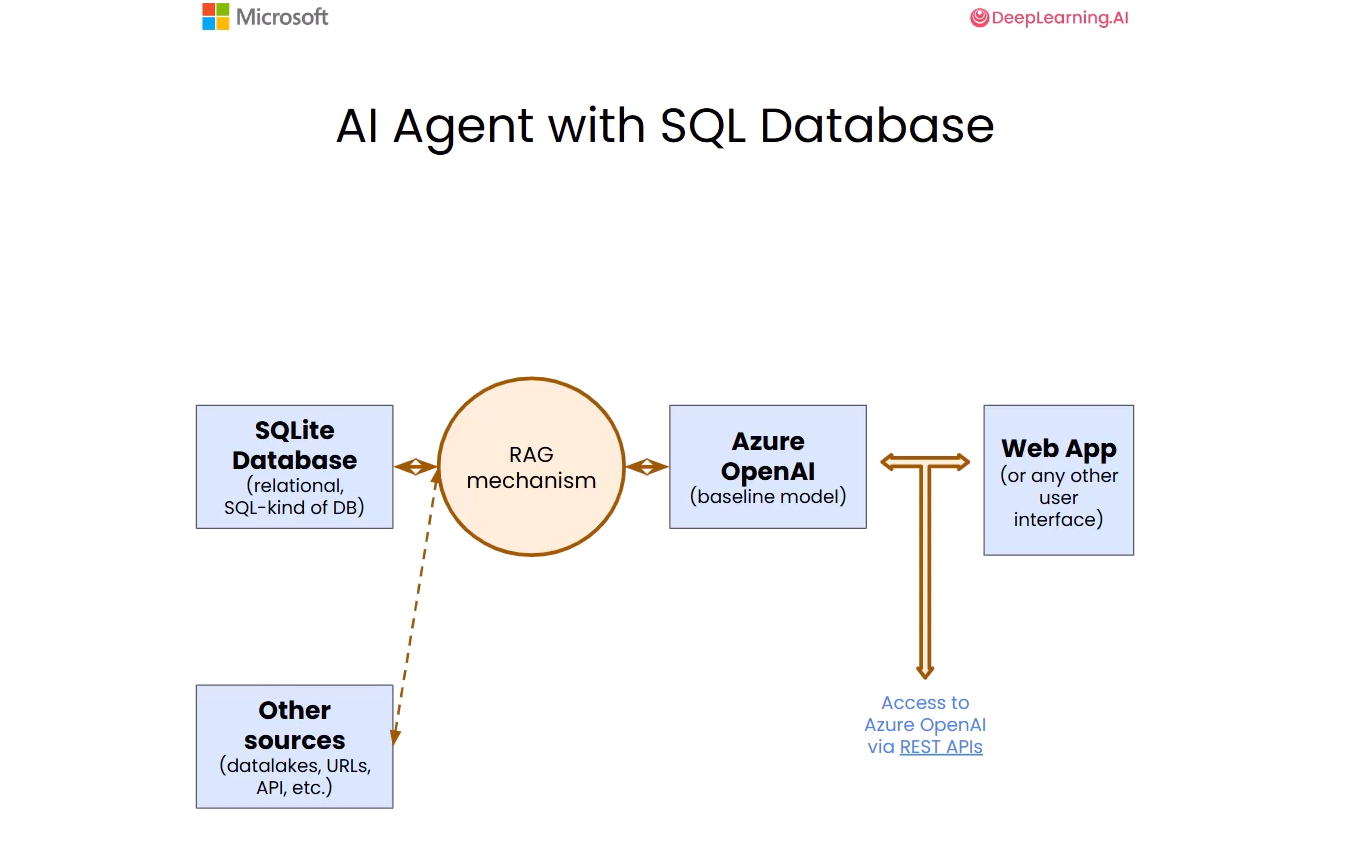 Microsoft
DeepLearning.AI
AI Agent with SQL Database
SQLite
Database
(relational,
SQL-kind of DB)
RAG
mechanism
Azure
OpenAI
(baseline model)
Web App
(or any other
user
interface)
Other
sources
(datalakes, URLs,
API, etc.)
Access to
Azure OpenAI
via REST APIs